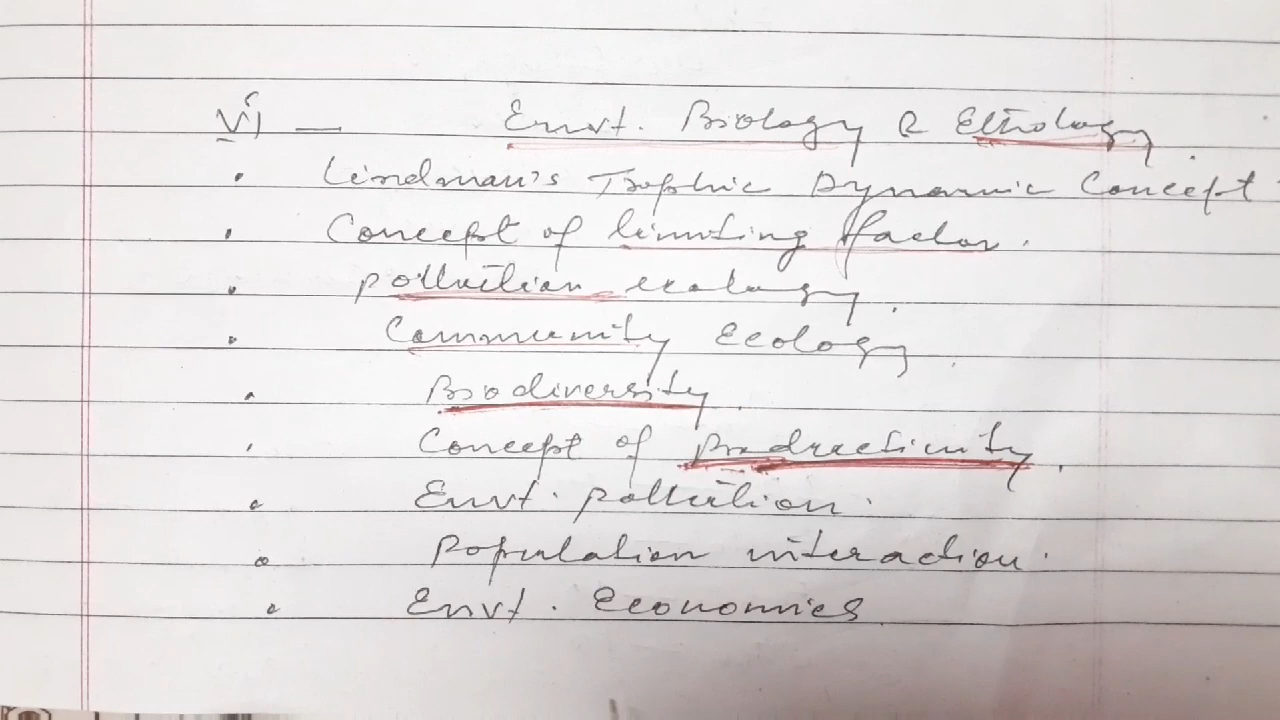 vi) — Envt. Biology & Ethology.
• Lindman's Trophic Dynamic Concept
• Concept of limiting factor.
• pollution ecology.
• Community Ecology.
• Biodiversity.
• Concept of productivity.
• Envt. pollution.
• Population interaction.
• Envt. Economics